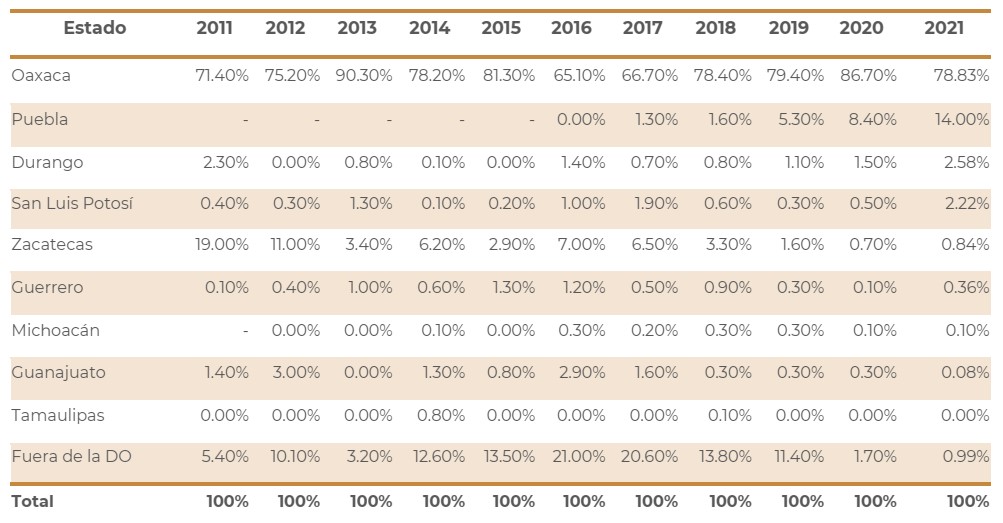 Estado 2011 2012 2013 2014 2015 2016 2017 2018 2019 2020 2021
Oaxaca 71.40% 75.20% 90.30% 78.20% 81.30% 65.10% 66.70% 78.40% 79.40% 86.70% 78.83%
Puebla - - - - - 0.00% 1.30% 1.60% 5.30% 8.40% 14.00%
Durango 2.30% 0.00% 0.80% 0.10% 0.00% 1.40% 0.70% 0.80% 1.10% 1.50% 2.58%
San Luis Potosí 0.40% 0.30% 1.30% 0.10% 0.20% 1.00% 1.90% 0.60% 0.30% 0.50% 2.22%
Zacatecas 19.00% 11.00% 3.40% 6.20% 2.90% 7.00% 6.50% 3.30% 1.60% 0.70% 0.84%
Guerrero 0.10% 0.40% 1.00% 0.60% 1.30% 1.20% 0.50% 0.90% 0.30% 0.10% 0.36%
Michoacán - 0.00% 0.00% 0.10% 0.00% 0.30% 0.20% 0.30% 0.30% 0.10% 0.10%
Guanajuato 1.40% 3.00% 0.00% 1.30% 0.80% 2.90% 1.60% 0.30% 0.30% 0.30% 0.08%
Tamaulipas 0.00% 0.00% 0.00% 0.80% 0.00% 0.00% 0.00% 0.10% 0.00% 0.00% 0.00%
Fuera de la DO 5.40% 10.10% 3.20% 12.60% 13.50% 21.00% 20.60% 13.80% 11.40% 1.70% 0.99%
Total 100% 100% 100% 100% 100% 100% 100% 100% 100% 100% 100%